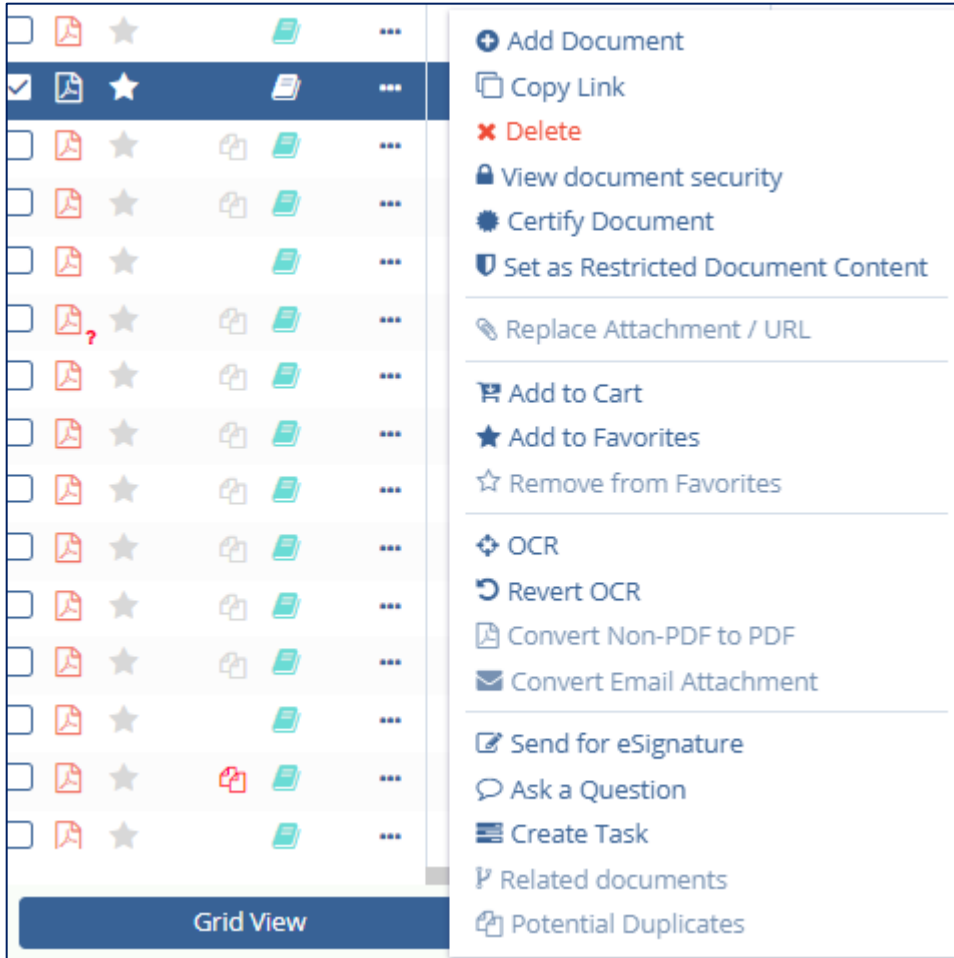 Add Document
Copy Link
Delete
View document security
Certify Document
Set as Restricted Document Content
Replace Attachment / URL
Add to Cart
Add to Favorites
Remove from Favorites
OCR
Revert OCR
Convert Non-PDF to PDF
Convert Email Attachment
Send for eSignature
Ask a Question
Create Task
Related documents
Potential Duplicates
?
Grid View